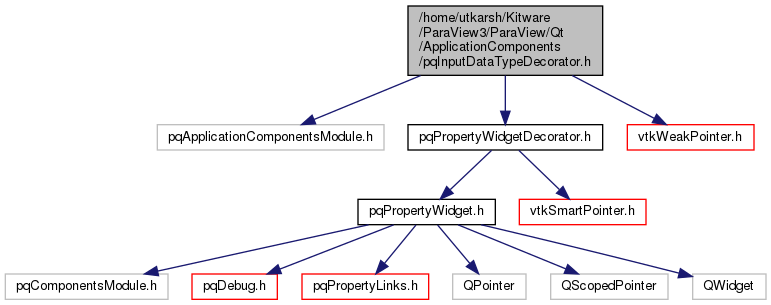 /home/utkarsh/Kitware
/ParaView3/ParaView/Qt
/ApplicationComponents
/pqInputDataTypeDecorator.h
pqApplicationComponentsModule.h
pqPropertyWidgetDecorator.h
vtkWeakPointer.h
pqPropertyWidget.h
vtkSmartPointer.h
pqComponentsModule.h
pqDebug.h
pqPropertyLinks.h
QPointer
QScopedPointer
QWidget